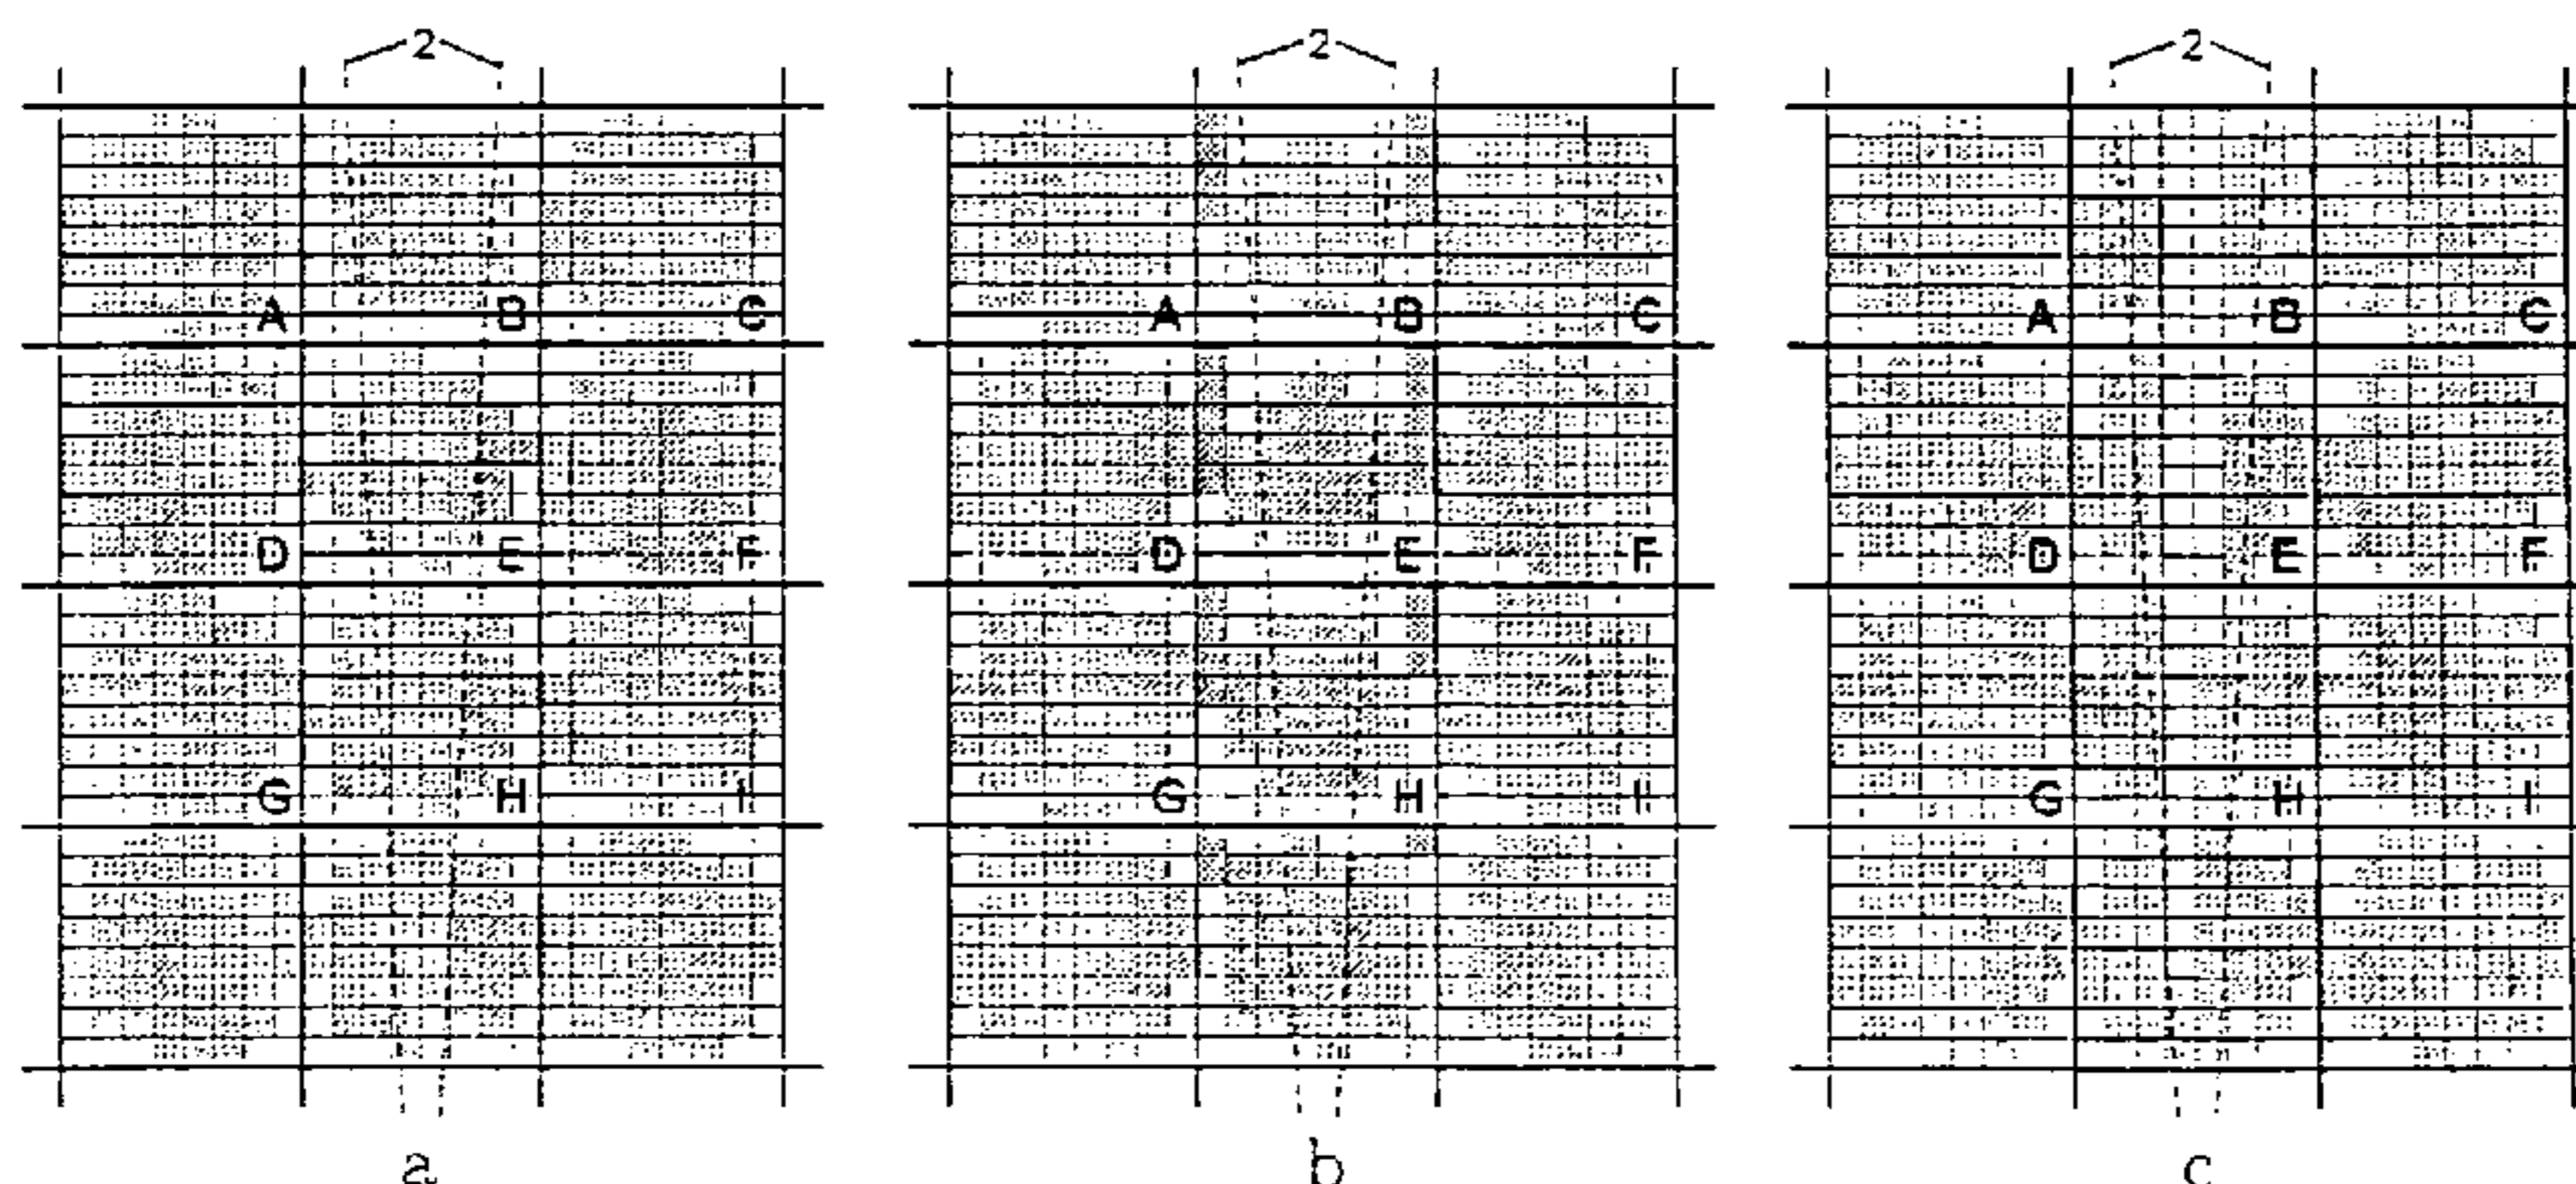 2 2 2
A B C A B C A B C
D E F D E F D E F
G H I G H I G H I
a b c